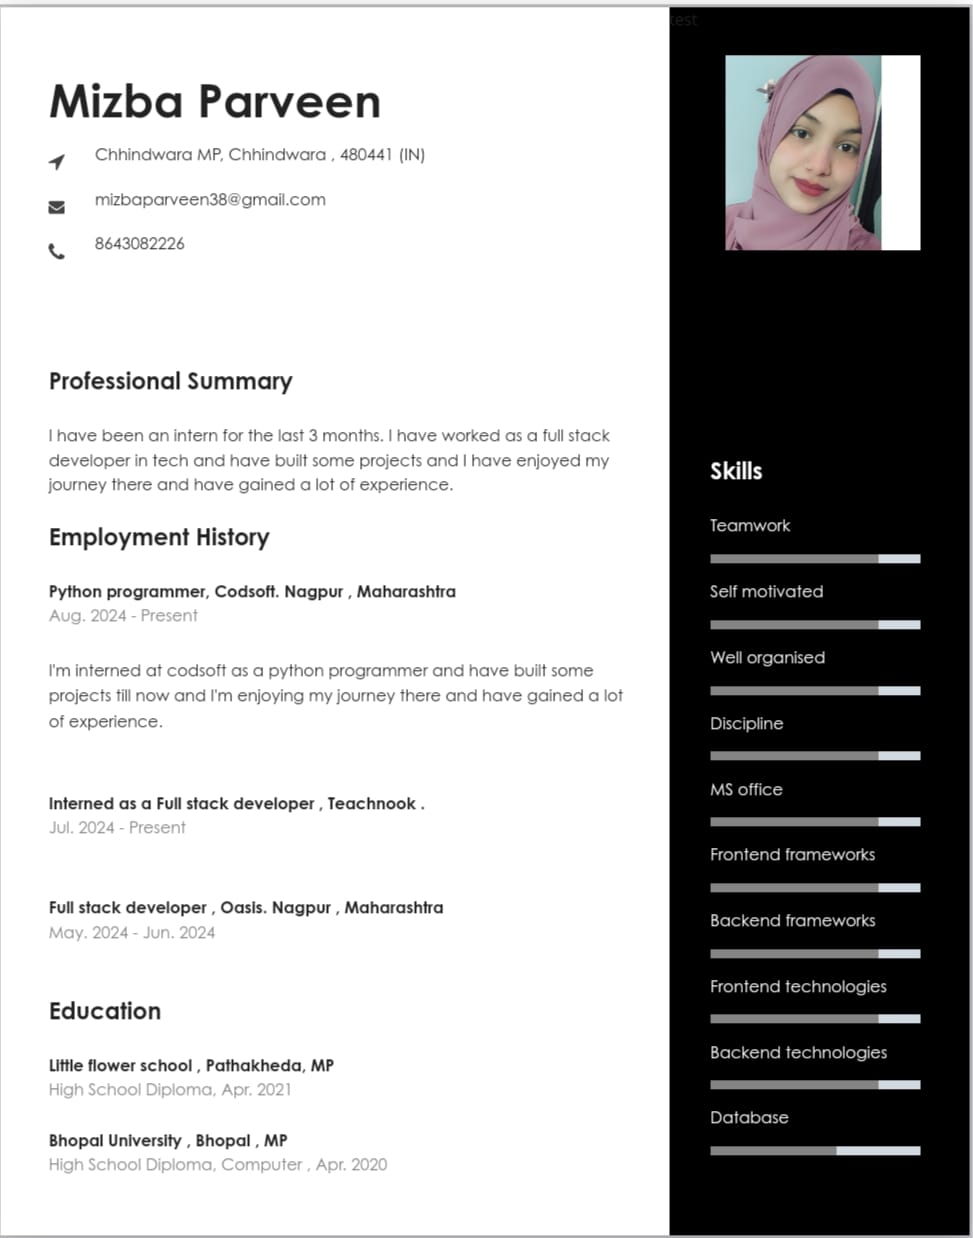 test
Mizba Parveen
Chhindwara MP, Chhindwara , 480441 (IN)
mizbaparveen38@gmail.com
8643082226
Professional Summary
I have been an intern for the last 3 months. I have worked as a full stack
developer in tech and have built some projects and I have enjoyed my
journey there and have gained a lot of experience.
Employment History
Python programmer, Codsoft. Nagpur , Maharashtra
Aug. 2024 - Present
I'm interned at codsoft as a python programmer and have built some
projects till now and I'm enjoying my journey there and have gained a lot
of experience.
Interned as a Full stack developer , Teachnook .
Jul. 2024 - Present
Full stack developer , Oasis. Nagpur , Maharashtra
May. 2024 - Jun. 2024
Education
Little flower school , Pathakheda, MP
High School Diploma, Apr. 2021
Bhopal University , Bhopal , MP
High School Diploma, Computer , Apr. 2020
Skills
Teamwork
Self motivated
Well organised
Discipline
MS office
Frontend frameworks
Backend frameworks
Frontend technologies
Backend technologies
Database